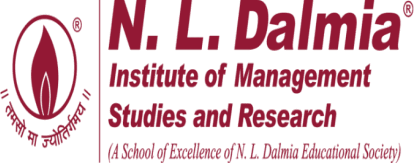 N. L. Dalmia®
Institute of Management
Studies and Research
(A School of Excellence of N. L. Dalmia Educational Society)
®
॥ तमसो मा ज्योतिर्गमय ॥